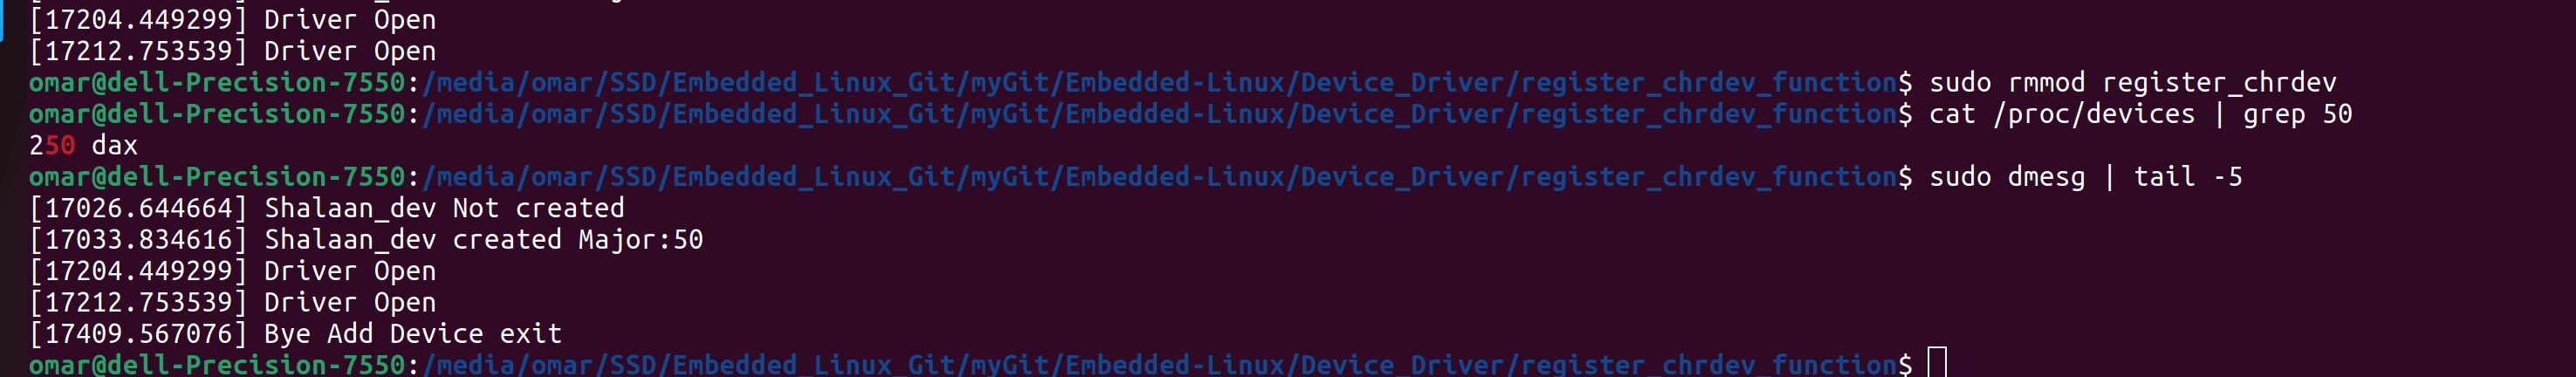 [17204.449299] Driver Open
[17212.753539] Driver Open
omar@dell-Precision-7550:/media/omar/SSD/Embedded_Linux_Git/myGit/Embedded-Linux/Device_Driver/register_chrdev_function$ sudo rmmod register_chrdev
omar@dell-Precision-7550:/media/omar/SSD/Embedded_Linux_Git/myGit/Embedded-Linux/Device_Driver/register_chrdev_function$ cat /proc/devices | grep 50
250 dax
omar@dell-Precision-7550:/media/omar/SSD/Embedded_Linux_Git/myGit/Embedded-Linux/Device_Driver/register_chrdev_function$ sudo dmesg | tail -5
[17026.644664] Shalaan_dev Not created
[17033.834616] Shalaan_dev created Major:50
[17204.449299] Driver Open
[17212.753539] Driver Open
[17409.567076] Bye Add Device exit
omar@dell-Precision-7550:/media/omar/SSD/Embedded_Linux_Git/myGit/Embedded-Linux/Device_Driver/register_chrdev_function$